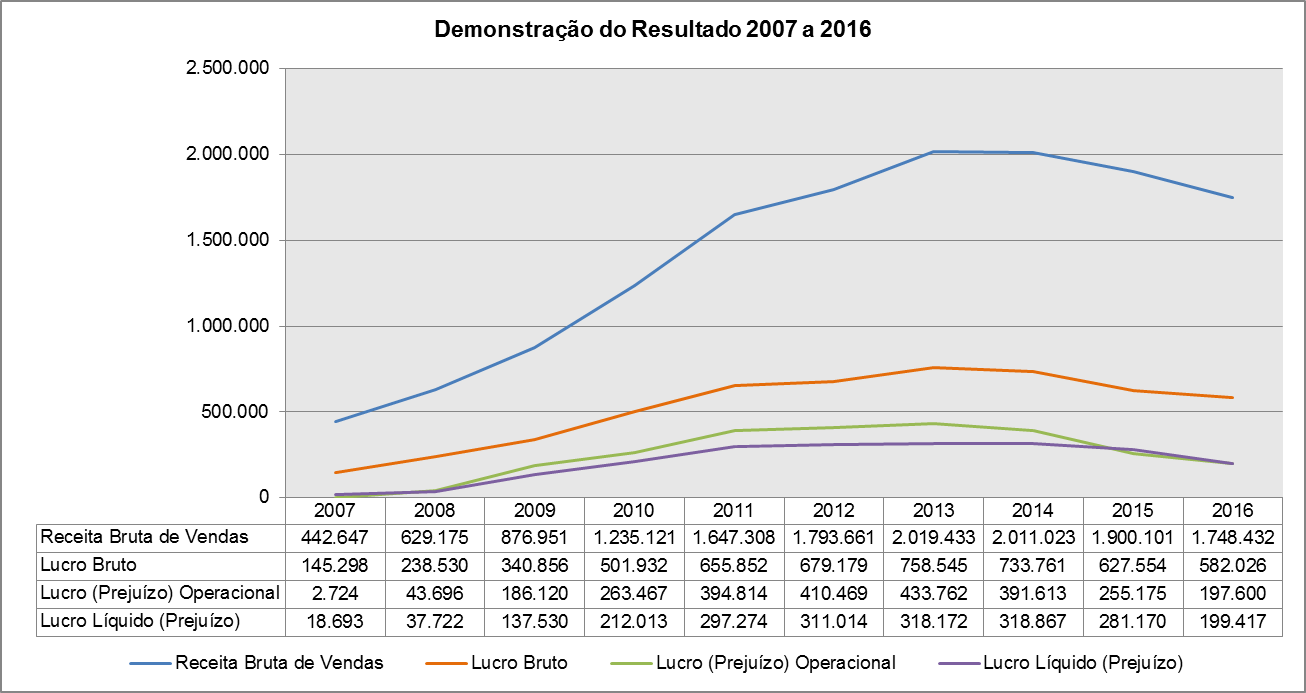 Demonstração do Resultado 2007 a 2016
2.500.000
2.000.000
1.500.000
1.000.000
500.000
0
2007 2008 2009 2010 2011 2012 2013 2014 2015 2016
Receita Bruta de Vendas 442.647 629.175 876.951 1.235.121 1.647.308 1.793.661 2.019.433 2.011.023 1.900.101 1.748.432
Lucro Bruto 145.298 238.530 340.856 501.932 655.852 679.179 758.545 733.761 627.554 582.026
Lucro (Prejuízo) Operacional 2.724 43.696 186.120 263.467 394.814 410.469 433.762 391.613 255.175 197.600
Lucro Líquido (Prejuízo) 18.693 37.722 137.530 212.013 297.274 311.014 318.172 318.867 281.170 199.417
Receita Bruta de Vendas Lucro Bruto Lucro (Prejuízo) Operacional Lucro Líquido (Prejuízo)